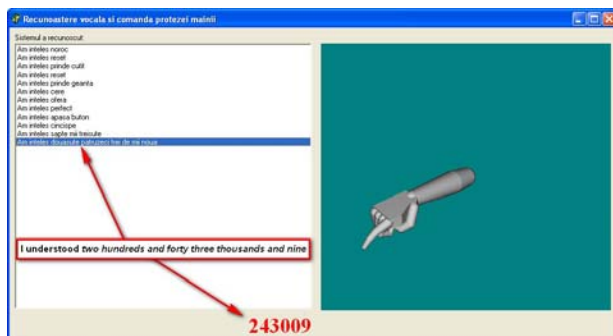 Recunoastere vocala si comanda protezei mainii
Sistemul a recunoscut:
Am inteles noroc
Am inteles reset
Am inteles prinde cutit
Am inteles reset
Am inteles prinde geanta
Am inteles cere
Am inteles ofera
Am inteles perfect
Am inteles apasa buton
Am inteles cincispe
Am inteles sapte mii treisute
Am inteles douasute patruzeci trei de mii noua
I understood two hundreds and forty three thousands and nine
243009